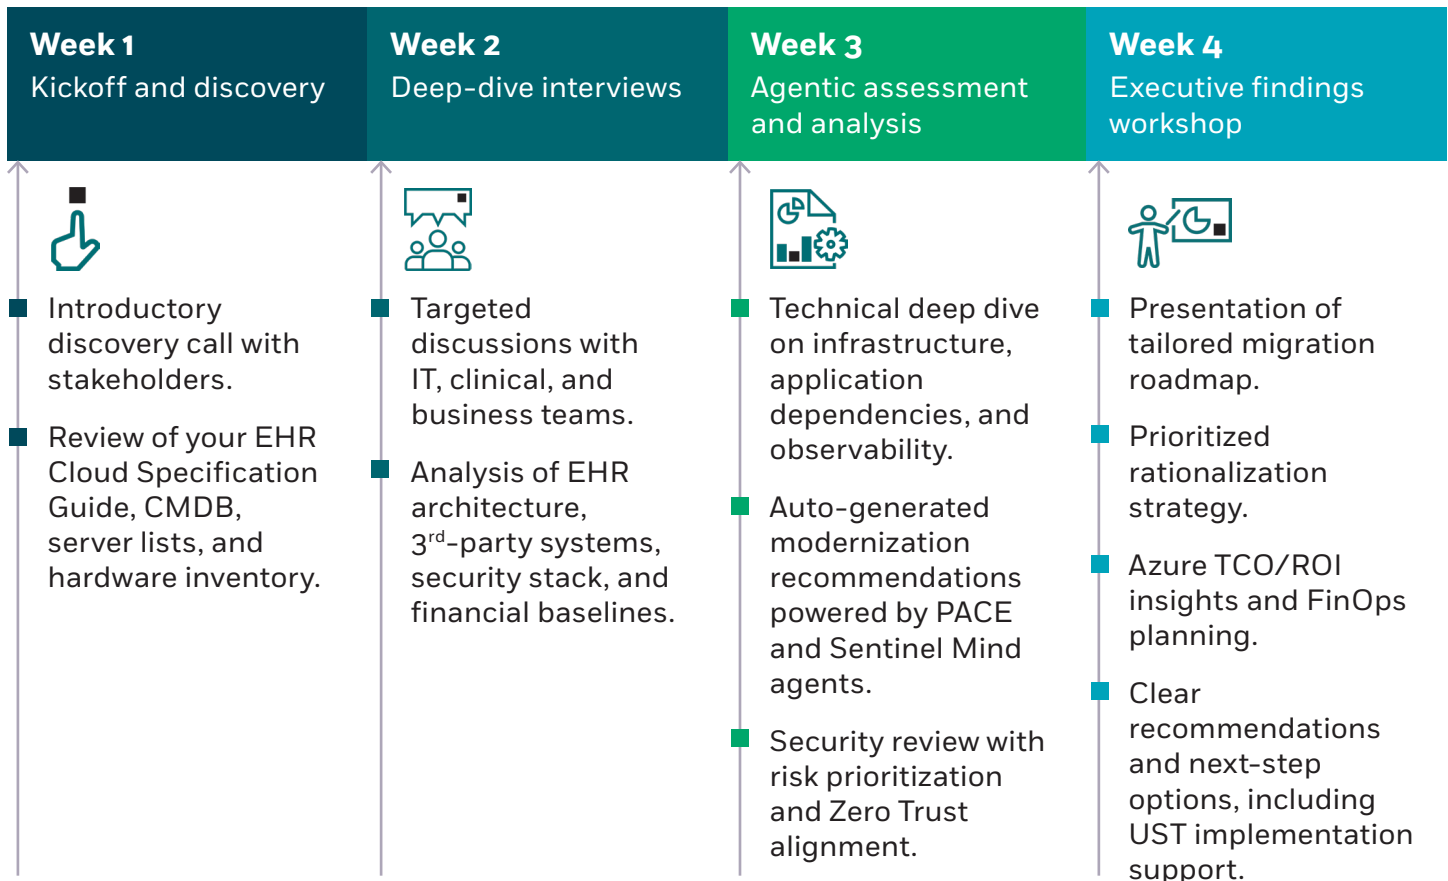 Week 1
Kickoff and discovery
Introductory
discovery call with
stakeholders.
Review of your EHR
Cloud Specification
Guide, CMDB,
server lists, and
hardware inventory.
Week 2
Deep-dive interviews
Targeted
discussions with
IT, clinical, and
business teams.
Analysis of EHR
architecture,
3rd-party systems,
security stack, and
financial baselines.
Week 3
Agentic assessment
and analysis
Technical deep dive
on infrastructure,
application
dependencies, and
observability.
Auto-generated
modernization
recommendations
powered by PACE
and Sentinel Mind
agents.
Security review with
risk prioritization
and Zero Trust
alignment.
Week 4
Executive findings
workshop
Presentation of
tailored migration
roadmap.
Prioritized
rationalization
strategy.
Azure TCO/ROI
insights and FinOps
planning.
Clear
recommendations
and next-step
options, including
UST implementation
support.